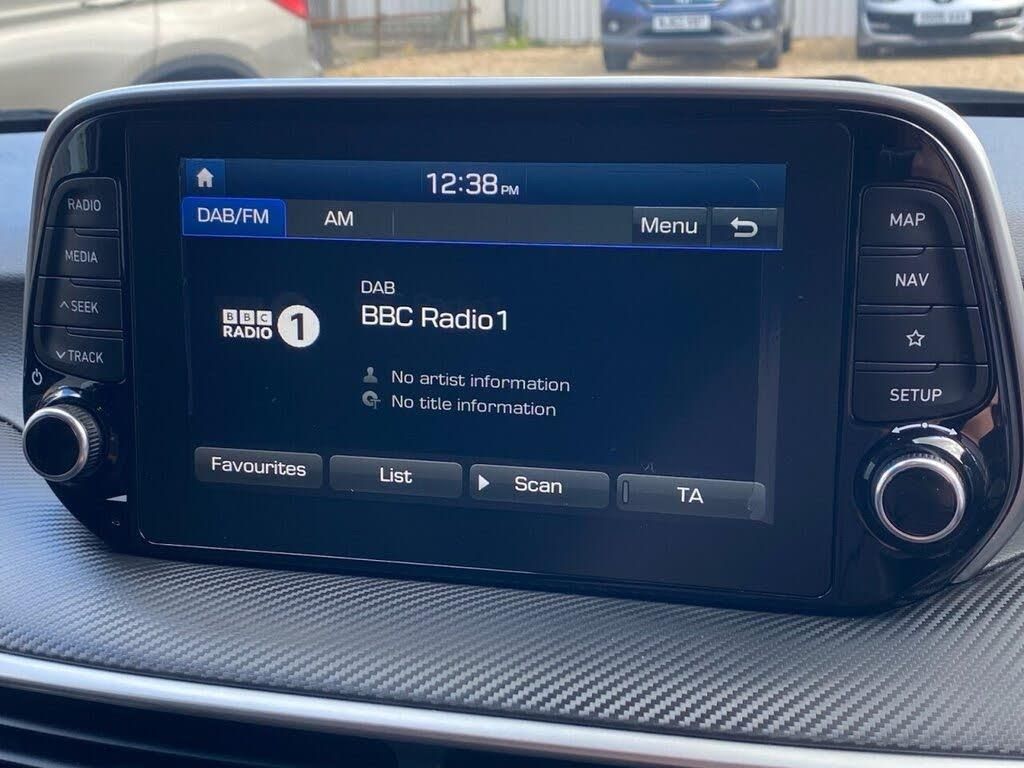 12:38 PM
DAB/FM AM Menu
RADIO
MEDIA
SEEK
TRACK
BBC
RADIO 1
DAB
BBC Radio1
No artist information
No title information
Favourites List Scan TA
MAP
NAV
SETUP